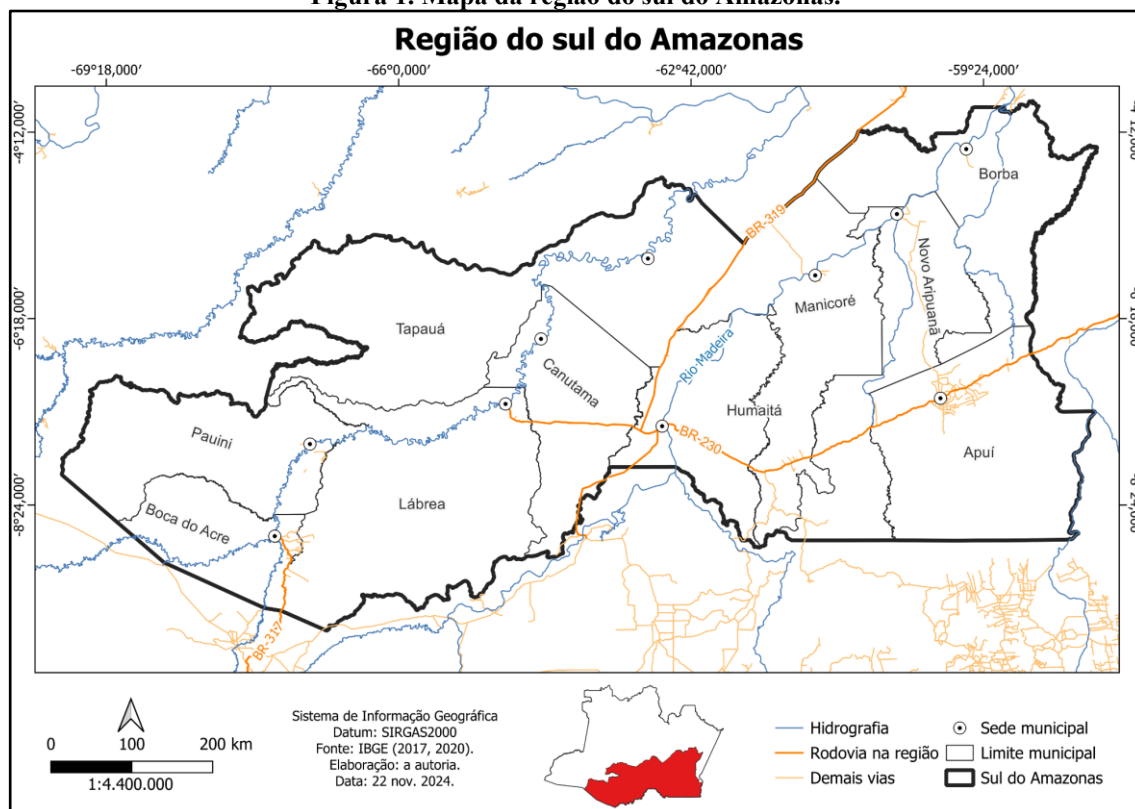 Figura 1. Mapa da região do sul do Amazonas.
Região do sul do Amazonas
-69°18,000′ -66°0,000′ -62°42,000′ -59°24,000′
-4°12,000′
-6°18,000′
-8°24,000′
Borba
BR-319
Novo Aripuanã
Manicoré
Tapauá
Rio Madeira
Canutama
Humaitá
BR-230
Pauini
Apuí
Lábrea
Boca do Acre
BR-317
0 100 200 km
1:4.400.000
Sistema de Informação Geográfica
Datum: SIRGAS2000
Fonte: IBGE (2017, 2020).
Elaboração: a autoria.
Data: 22 nov. 2024.
Hidrografia
Rodovia na região
Demais vias
Sede municipal
Limite municipal
Sul do Amazonas